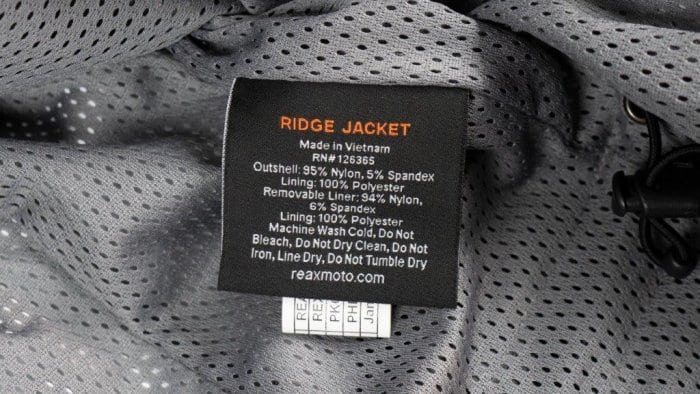 RIDGE JACKET
Made in Vietnam
RN#126365
Outshell: 95% Nylon, 5% Spandex
Lining: 100% Polyester
Removable Liner: 94% Nylon,
6% Spandex
Lining: 100% Polyester
Machine Wash Cold, Do Not
Bleach, Do Not Dry Clean, Do Not
Iron, Line Dry, Do Not Tumble Dry
reaxmoto.com